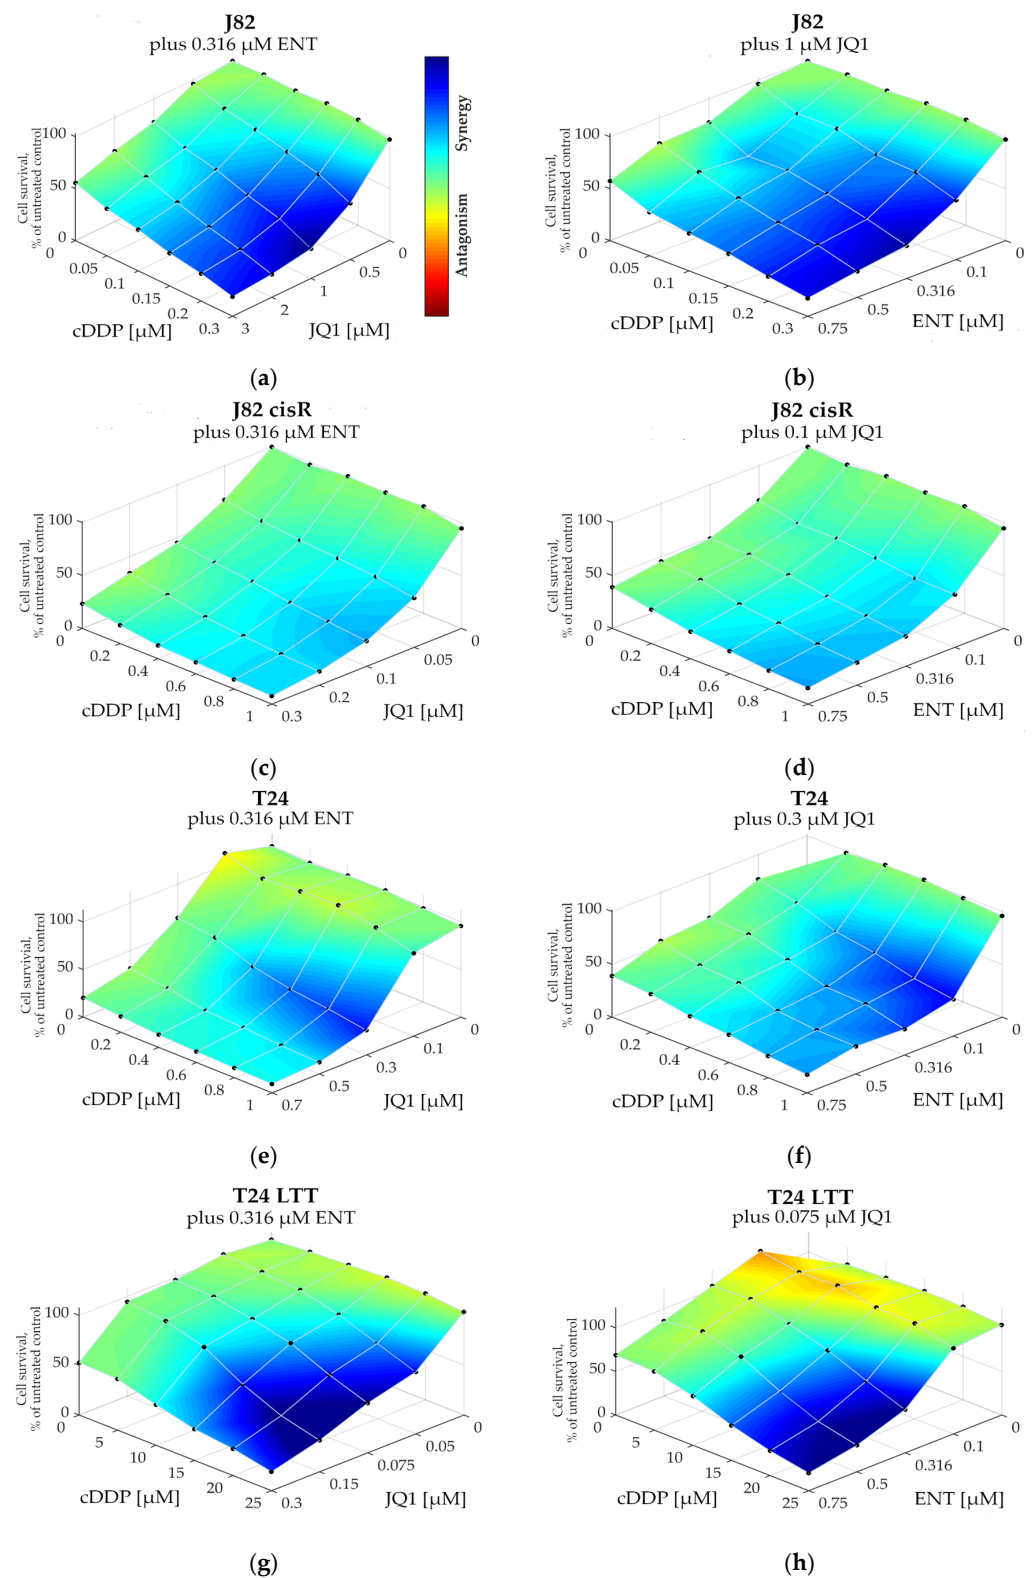 J82
plus 0.316 µM ENT
Cell survival,
% of untreated control
100
50
0
0
0.05
0.1
0.15
0.2
0.3
cDDP [µM]
3
2
1
0.5
0
JQ1 [µM]
Synergy
Antagonism
(a)
J82
plus 1 µM JQ1
Cell survival,
% of untreated control
100
50
0
0
0.05
0.1
0.15
0.2
0.3
cDDP [µM]
0.75
0.5
0.316
0.1
0
ENT [µM]
(b)
J82 cisR
plus 0.316 µM ENT
Cell survival,
% of untreated control
100
50
0
0
0.2
0.4
0.6
0.8
1
cDDP [µM]
0.3
0.2
0.1
0.05
0
JQ1 [µM]
(c)
J82 cisR
plus 0.1 µM JQ1
Cell survival,
% of untreated control
100
50
0
0
0.2
0.4
0.6
0.8
1
cDDP [µM]
0.75
0.5
0.316
0.1
0
ENT [µM]
(d)
T24
plus 0.316 µM ENT
Cell survivial,
% of untreated control
100
50
0
0
0.2
0.4
0.6
0.8
1
cDDP [µM]
0.7
0.5
0.3
0.1
0
JQ1 [µM]
(e)
T24
plus 0.3 µM JQ1
Cell survival,
% of untreated control
100
50
0
0
0.2
0.4
0.6
0.8
1
cDDP [µM]
0.75
0.5
0.316
0.1
0
ENT [µM]
(f)
T24 LTT
plus 0.316 µM ENT
Cell survival,
% of untreated control
100
50
0
0
5
10
15
20
25
cDDP [µM]
0.3
0.15
0.075
0.05
0
JQ1 [µM]
(g)
T24 LTT
plus 0.075 µM JQ1
Cell survival,
% of untreated control
100
50
0
0
5
10
15
20
25
cDDP [µM]
0.75
0.5
0.316
0.1
0
ENT [µM]
(h)